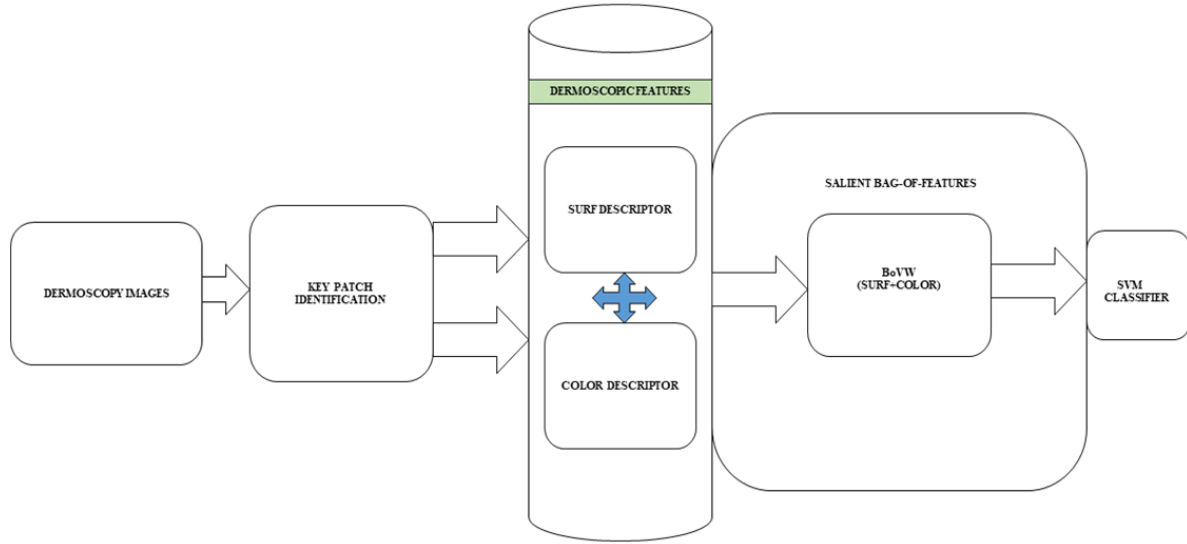 DERMOSCOPY IMAGES
KEY PATCH
IDENTIFICATION
DERMOSCOPIC FEATURES
SURF DESCRIPTOR
COLOR DESCRIPTOR
SALIENT BAG-OF-FEATURES
BoVW
(SURF+COLOR)
SVM
CLASSIFIER